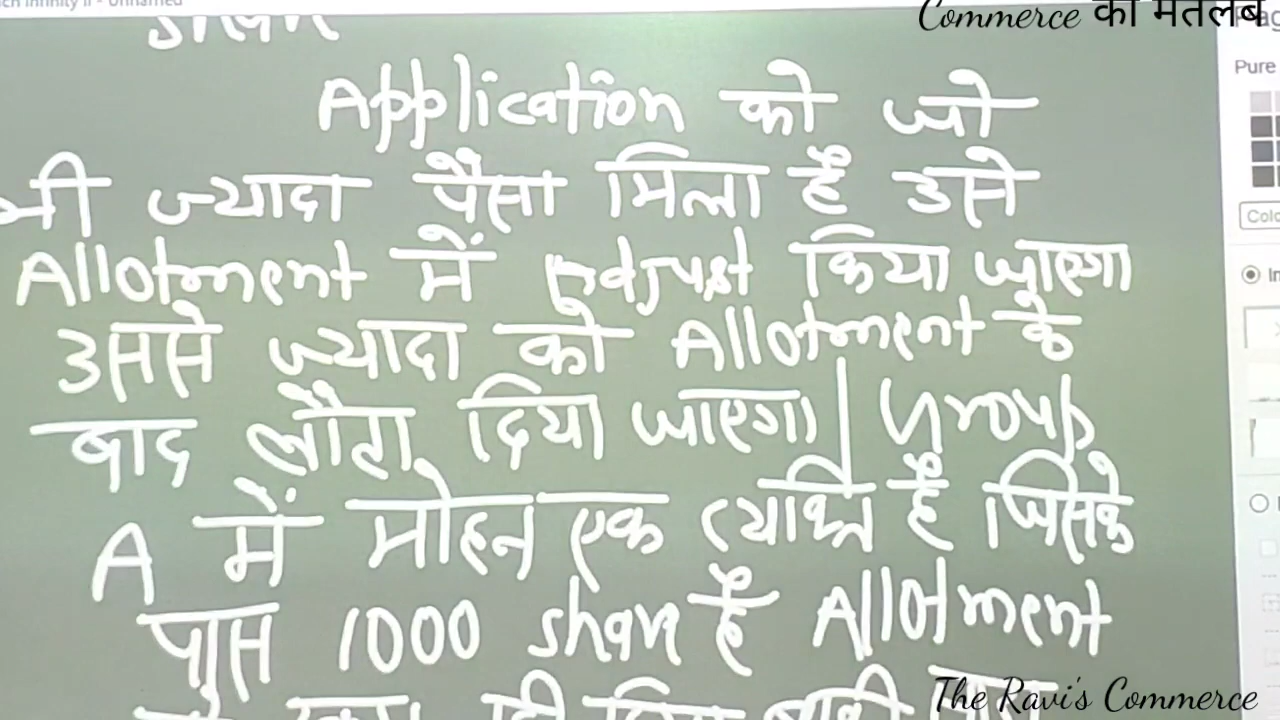 Commerce का मतलब
Pure
Application को जो
भी ज्यादा पैसा मिला है उसे
Allotment में Adjust किया जाएगा
उससे ज्यादा को Allotment के
बाद लौटा दिया जाएगा| Group
A में मोहन एक व्यक्ति है जिसके
पास 1000 share है Allotment
The Ravi's Commerce